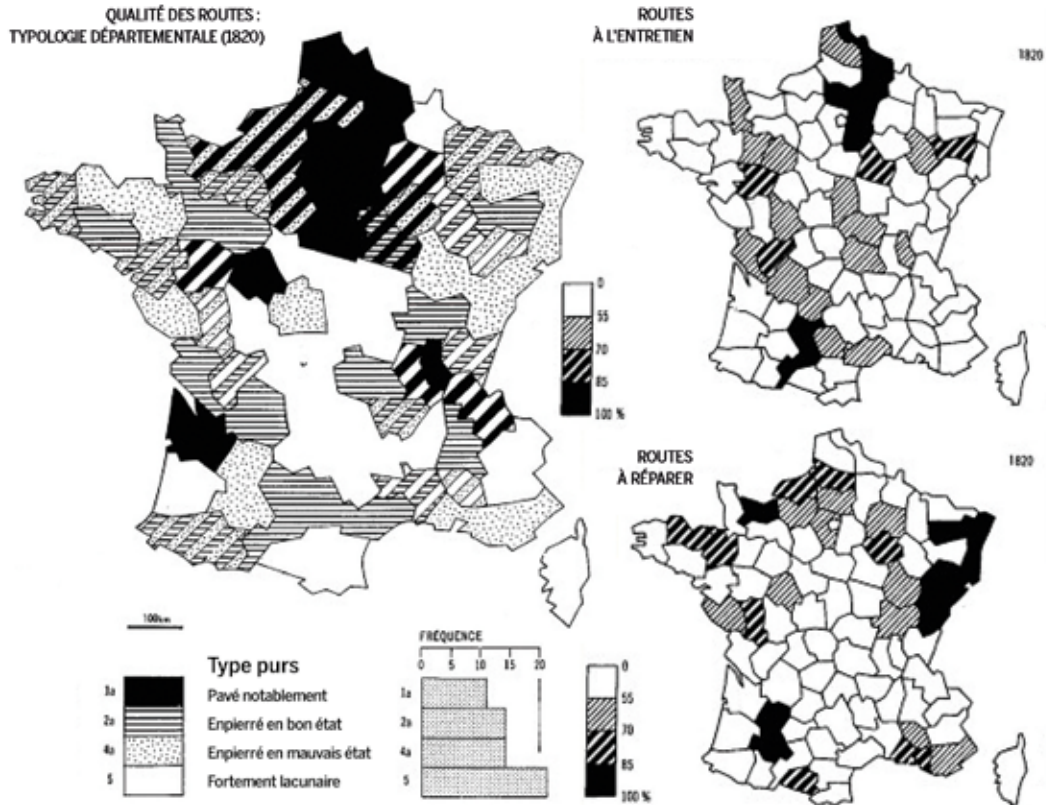 QUALITÉ DES ROUTES :
TYPOLOGIE DÉPARTEMENTALE (1820)
ROUTES
À L'ENTRETIEN
1820
0
55
70
85
100 %
ROUTES
À RÉPARER
1820
100km
Type purs
1a Pavé notablement
2a Enpierré en bon état
4a Enpierré en mauvais état
5 Fortement lacunaire
FRÉQUENCE
0 5 10 15 20
1a
2a
4a
5
0
55
70
85
100 %